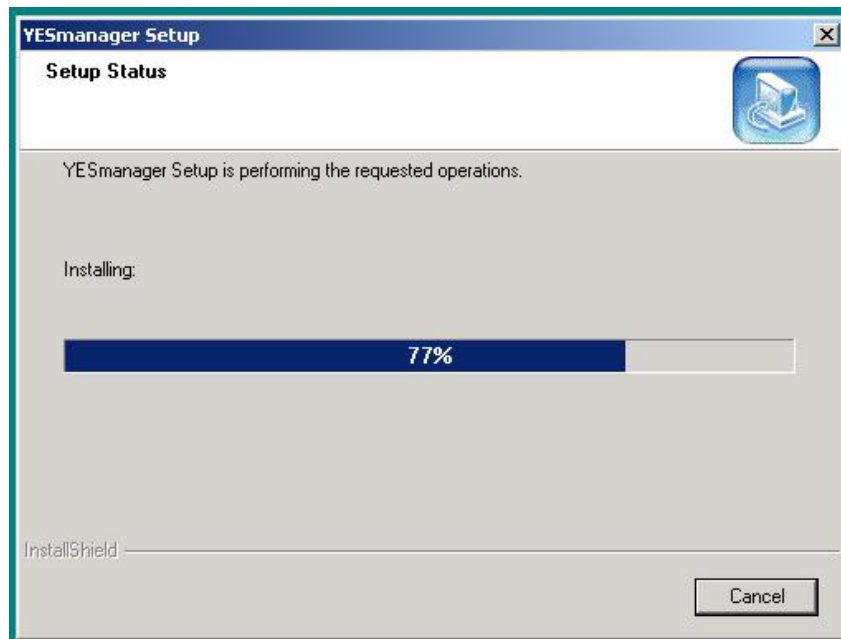 YESmanager Setup
Setup Status
YESmanager Setup is performing the requested operations.
Installing:
77%
InstallShield
Cancel